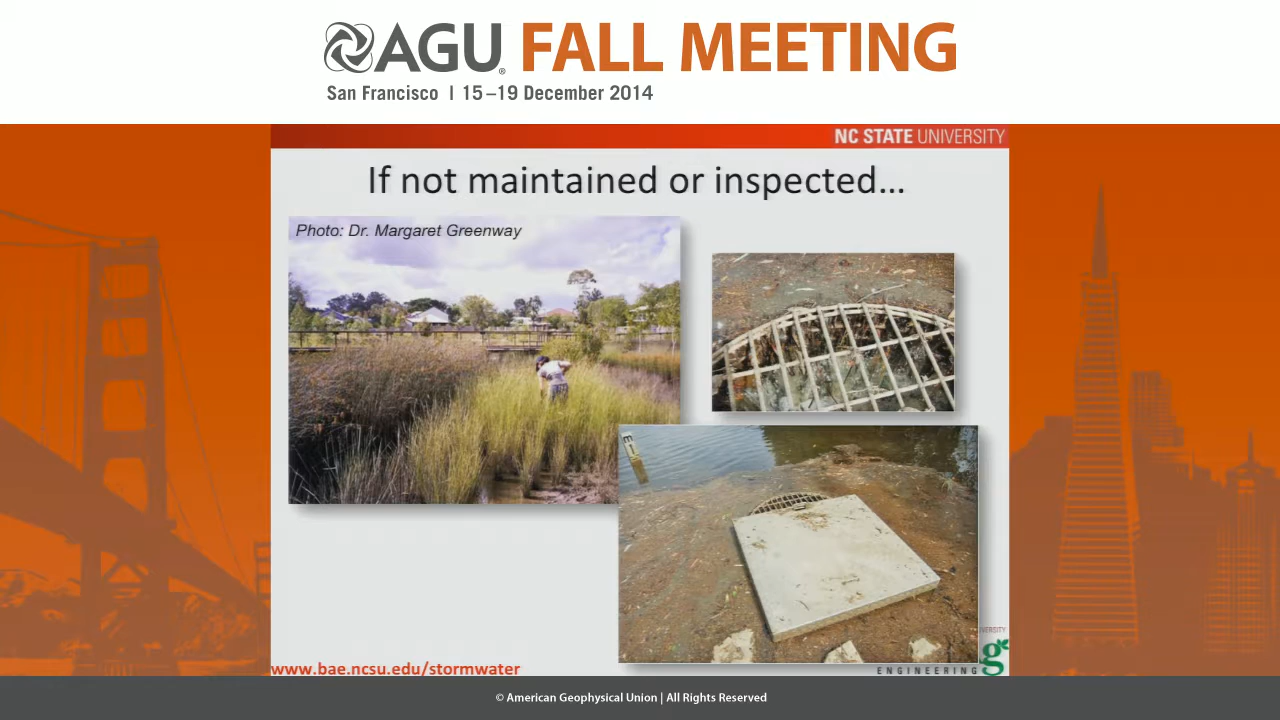 AGU FALL MEETING
San Francisco | 15–19 December 2014
NC STATE UNIVERSITY
If not maintained or inspected...
Photo: Dr. Margaret Greenway
www.bae.ncsu.edu/stormwater
ENGINEERING
© American Geophysical Union | All Rights Reserved